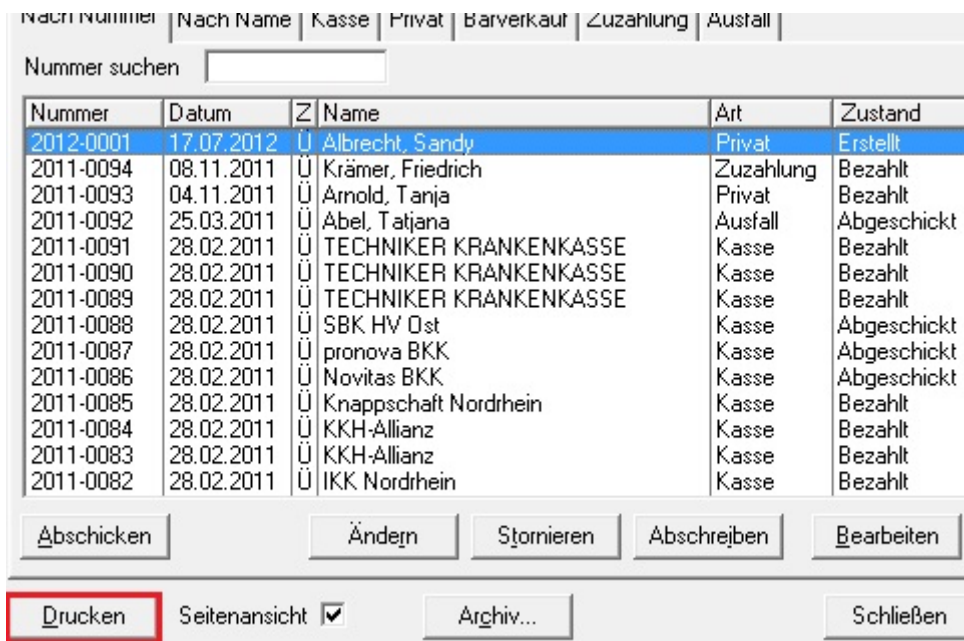 Nach Nummer Nach Name Kasse Privat Barverkauf Zuzahlung Ausfall
Nummer suchen
Nummer Datum Z Name Art Zustand
2012-0001 17.07.2012 Ü Albrecht, Sandy Privat Erstellt
2011-0094 08.11.2011 Ü Krämer, Friedrich Zuzahlung Bezahlt
2011-0093 04.11.2011 Ü Arnold, Tanja Privat Bezahlt
2011-0092 25.03.2011 Ü Abel, Tatjana Ausfall Abgeschickt
2011-0091 28.02.2011 Ü TECHNIKER KRANKENKASSE Kasse Bezahlt
2011-0090 28.02.2011 Ü TECHNIKER KRANKENKASSE Kasse Bezahlt
2011-0089 28.02.2011 Ü TECHNIKER KRANKENKASSE Kasse Bezahlt
2011-0088 28.02.2011 Ü SBK HV Ost Kasse Abgeschickt
2011-0087 28.02.2011 Ü pronova BKK Kasse Abgeschickt
2011-0086 28.02.2011 Ü Novitas BKK Kasse Abgeschickt
2011-0085 28.02.2011 Ü Knappschaft Nordrhein Kasse Bezahlt
2011-0084 28.02.2011 Ü KKH-Allianz Kasse Bezahlt
2011-0083 28.02.2011 Ü KKH-Allianz Kasse Bezahlt
2011-0082 28.02.2011 Ü IKK Nordrhein Kasse Bezahlt
Abschicken Ändern Stornieren Abschreiben Bearbeiten
Drucken Seitenansicht Archiv... Schließen